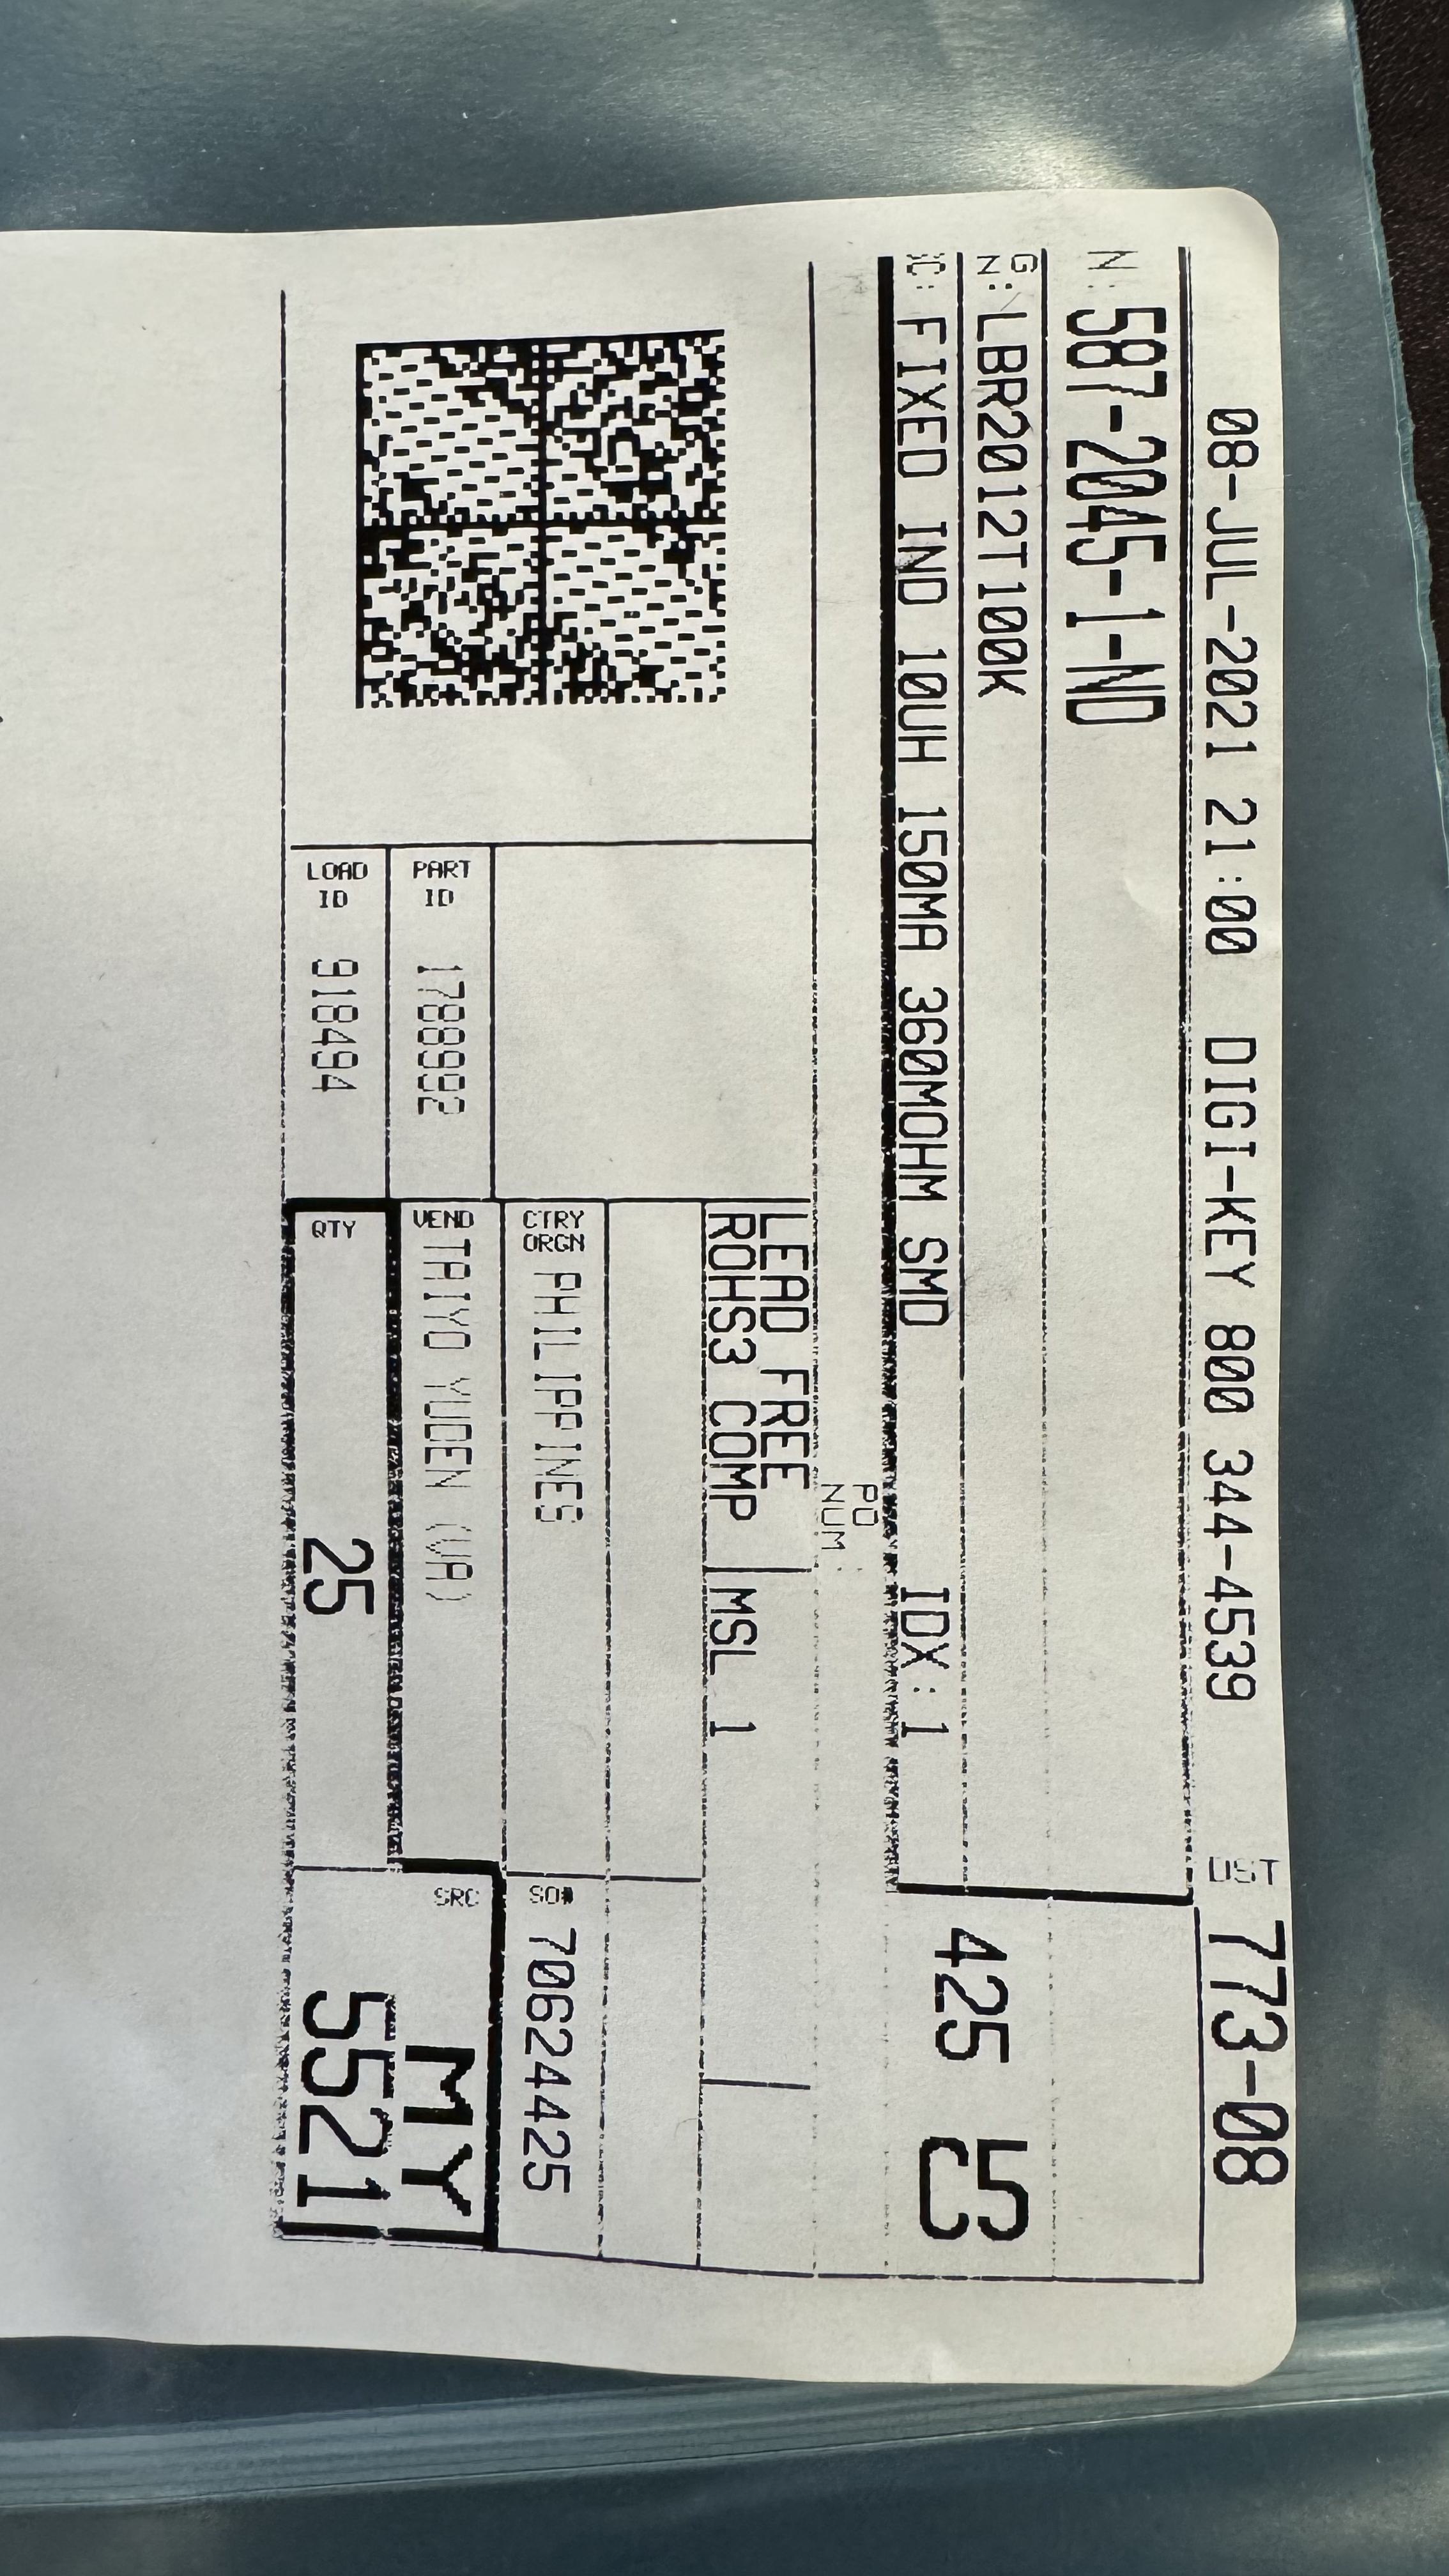 08-JUL-2021 21:00 DIGI-KEY 800 344-4539 DST 773-08
N: 587-2045-1-ND
G
N: LBR2012T100K
C: FIXED IND 10UH 150MA 360MOHM SMD IDX: 1
425 LS
PO
NUM :
LEAD FREE
ROHS3 COMP MSL 1
CTRY
ORGN PHILIPPINES
SO# 70624425
PART
ID 1788992
VEND TAIYO YUDEN (VA)
SRC MY
5521
LOAD
ID 918494
QTY 25